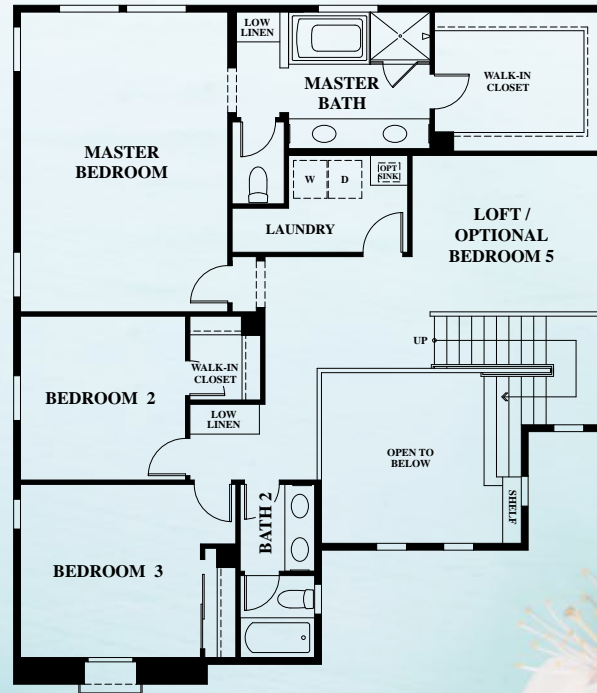 LOW
LINEN
MASTER
BATH
WALK-IN
CLOSET
MASTER
BEDROOM
W
D
OPT
SINK
LAUNDRY
LOFT /
OPTIONAL
BEDROOM 5
UP
WALK-IN
CLOSET
BEDROOM 2
LOW
LINEN
OPEN TO
BELOW
SHELF
BATH 2
BEDROOM 3